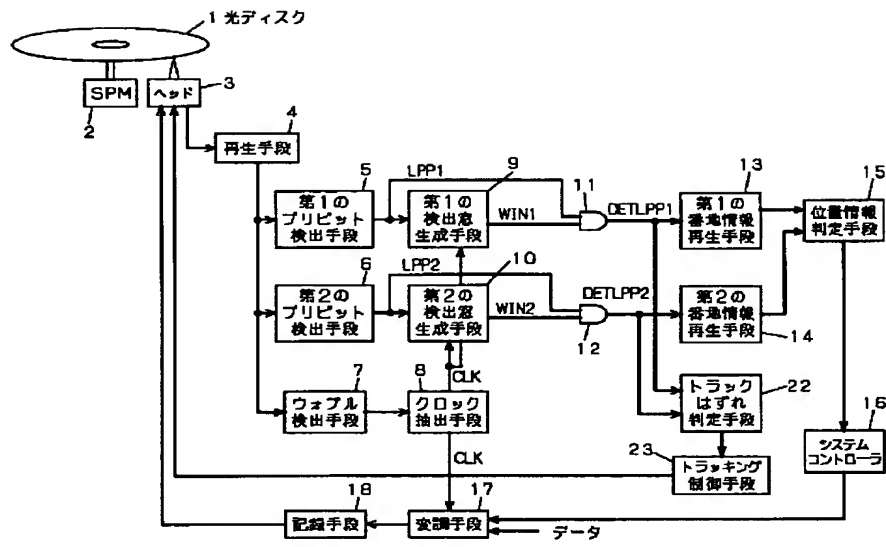 1 光ディスク
SPM
2
ヘッド
3
4
再生手段
5
第1の
プリピット
検出手段
LPP1
9
第1の
検出窓
生成手段
WIN1
11
DETLPP1
13
第1の
番地情報
再生手段
15
位置情報
判定手段
6
第2の
プリピット
検出手段
LPP2
10
第2の
検出窓
生成手段
WIN2
12
DETLPP2
第2の
番地情報
再生手段
14
7
ウォブル
検出手段
8
クロック
抽出手段
CLK
トラック
はずれ
判定手段
22
16
システム
コントローラ
23
トラッキング
制御手段
CLK
18
記録手段
17
変調手段
データ